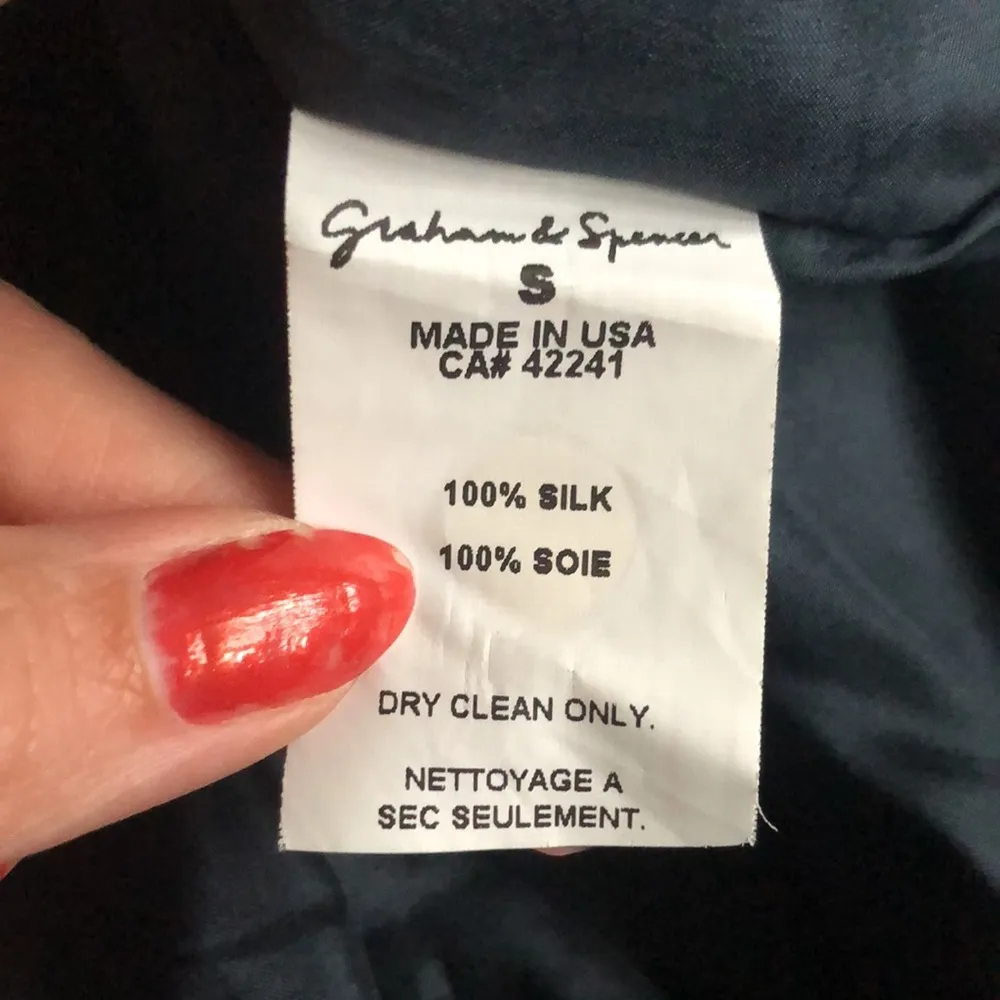 Graham & Spencer
S
MADE IN USA
CA# 42241
100% SILK
100% SOIE
DRY CLEAN ONLY.
NETTOYAGE A
SEC SEULEMENT.